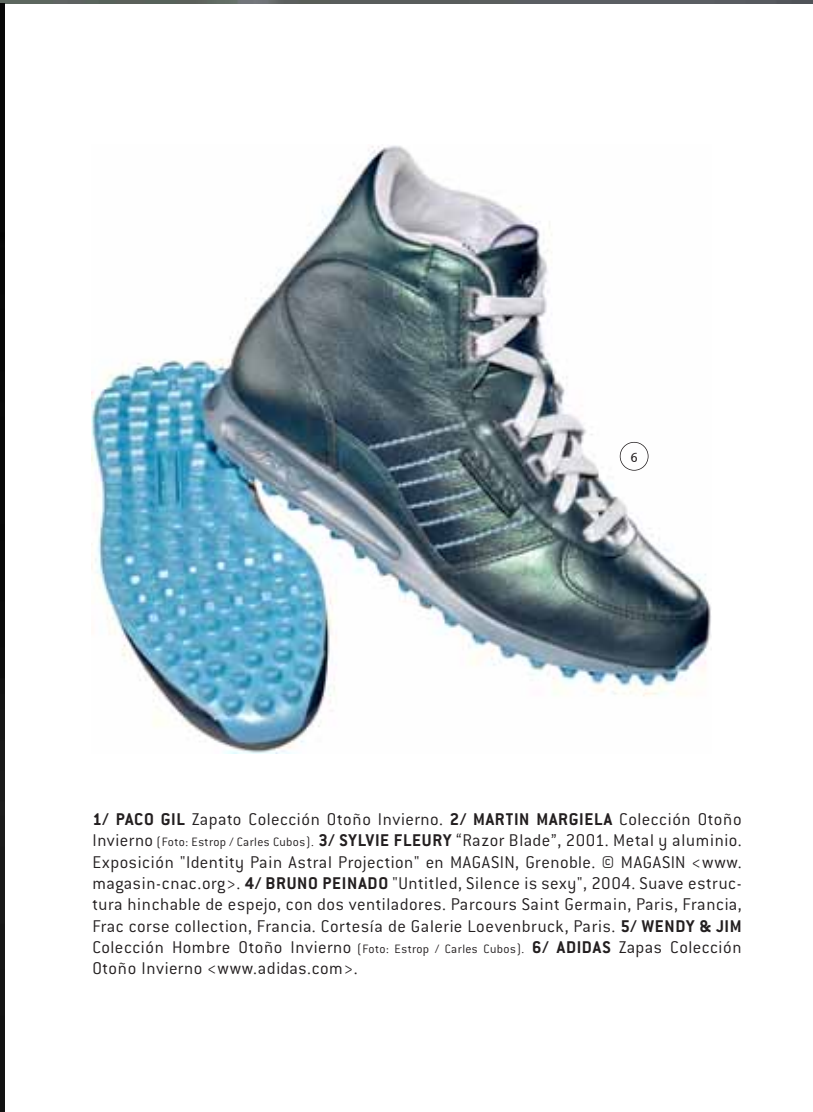 6
1/ PACO GIL Zapato Colección Otoño Invierno. 2/ MARTIN MARGIELA Colección Otoño
Invierno (Foto: Estrop / Carles Cubos). 3/ SYLVIE FLEURY “Razor Blade”, 2001. Metal y aluminio.
Exposición "Identity Pain Astral Projection" en MAGASIN, Grenoble. © MAGASIN <www.
magasin-cnac.org>. 4/ BRUNO PEINADO "Untitled, Silence is sexy", 2004. Suave estruc-
tura hinchable de espejo, con dos ventiladores. Parcours Saint Germain, Paris, Francia,
Frac corse collection, Francia. Cortesía de Galerie Loevenbruck, Paris. 5/ WENDY & JIM
Colección Hombre Otoño Invierno (Foto: Estrop / Carles Cubos). 6/ ADIDAS Zapas Colección
Otoño Invierno <www.adidas.com>.